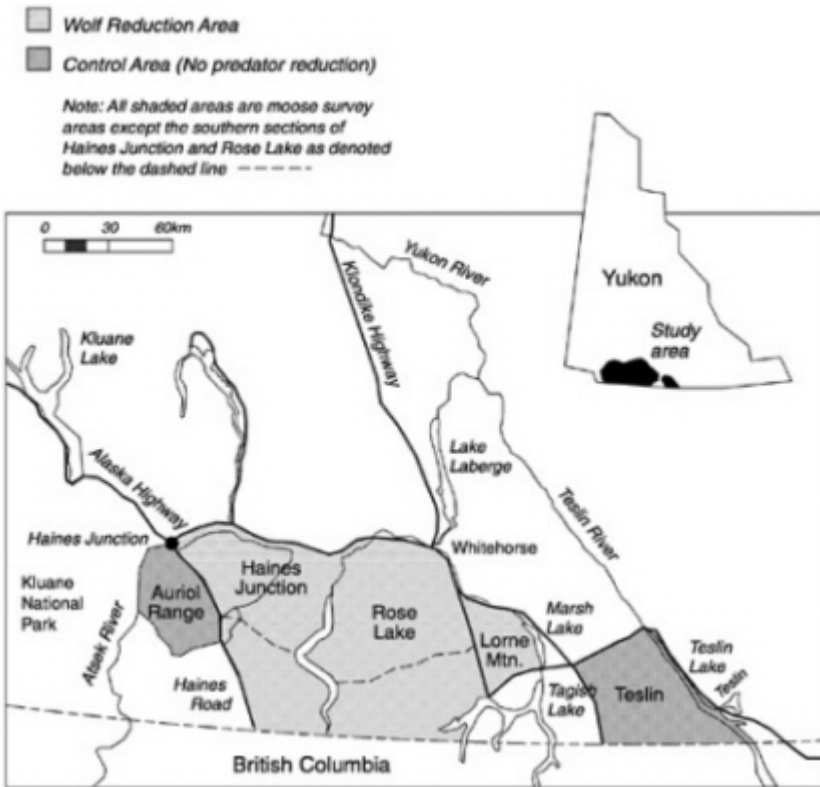 Wolf Reduction Area
Control Area (No predator reduction)
Note: All shaded areas are moose survey
areas except the southern sections of
Haines Junction and Rose Lake as denoted
below the dashed line
0 30 60km
Yukon River
Klondike Highway
Yukon
Study
area
Kluane
Lake
Alaska Highway
Lake
Laberge
Teslin River
Haines Junction
Whitehorse
Kluane
National
Park
Auriol
Range
Haines
Junction
Rose
Lake
Lorne
Mtn.
Marsh
Lake
Alsek River
Haines
Road
Tagish
Lake
Teslin
Teslin
Lake
Teslin
British Columbia